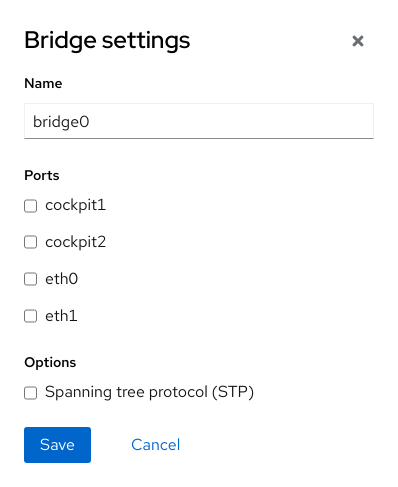 Bridge settings
Name
bridge0
Ports
cockpit1
cockpit2
eth0
eth1
Options
Spanning tree protocol (STP)
Save Cancel